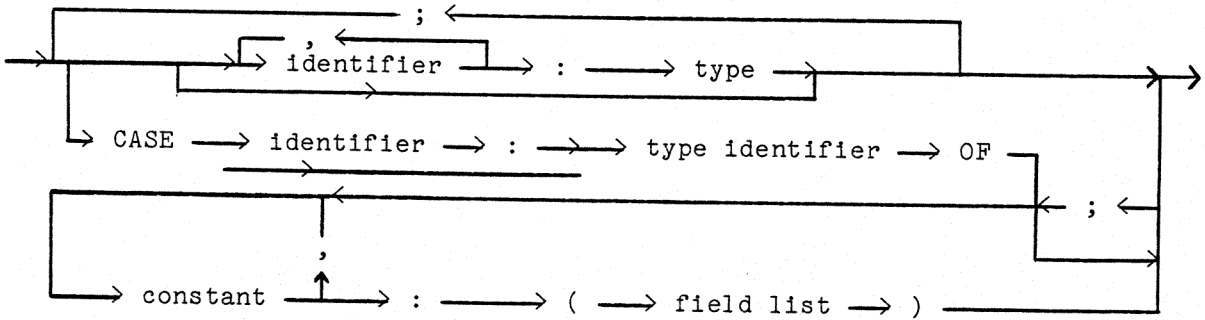 ;
,
identifier : type
CASE identifier : type identifier OF
;
,
constant : ( field list )